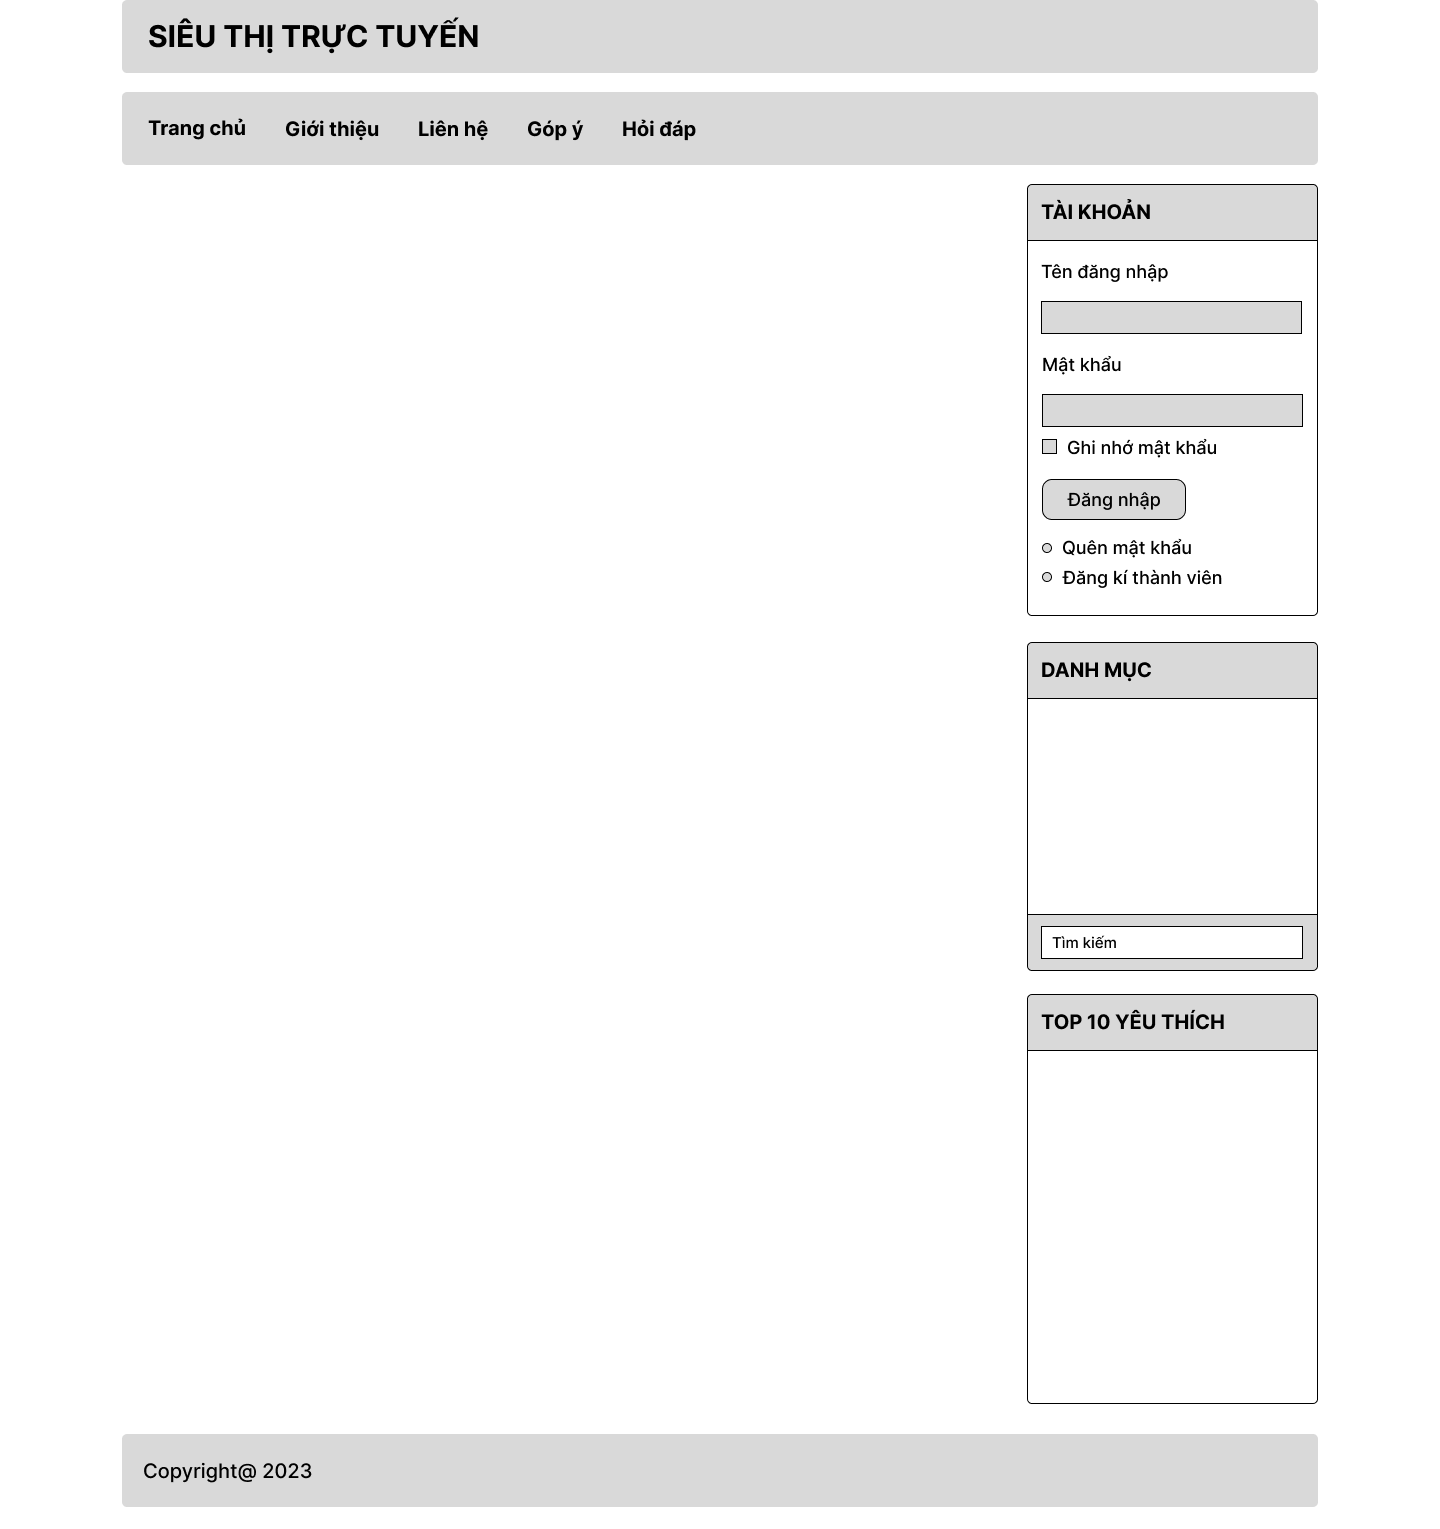 SIÊU THỊ TRỰC TUYẾN
Trang chủ Giới thiệu Liên hệ Góp ý Hỏi đáp
TÀI KHOẢN
Tên đăng nhập
Mật khẩu
Ghi nhớ mật khẩu
Đăng nhập
Quên mật khẩu
Đăng kí thành viên
DANH MỤC
Tìm kiếm
TOP 10 YÊU THÍCH
Copyright@ 2023